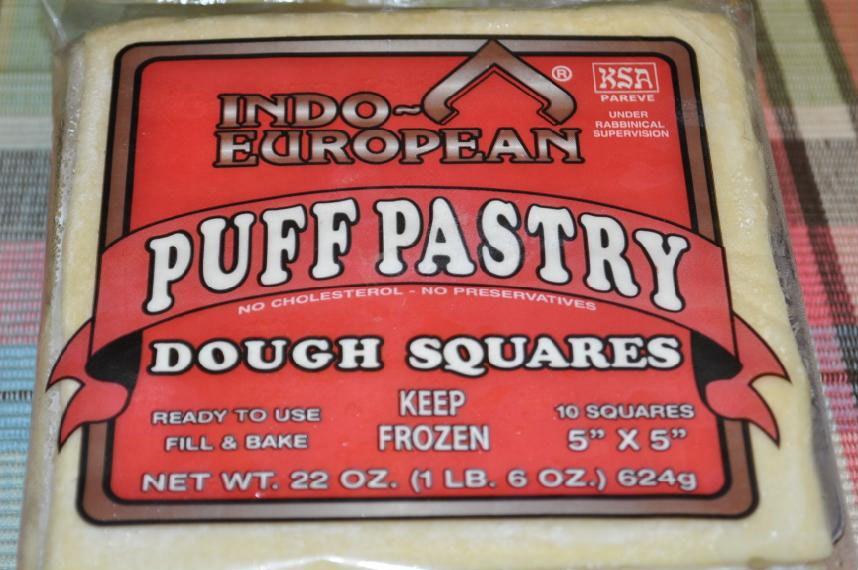 INDO~
EUROPEAN
®
KSA
PAREVE
UNDER
RABBINICAL
SUPERVISION
PUFF PASTRY
NO CHOLESTEROL - NO PRESERVATIVES
DOUGH SQUARES
READY TO USE
FILL & BAKE
KEEP
FROZEN
10 SQUARES
5" X 5"
NET WT. 22 OZ. (1 LB. 6 OZ.) 624g